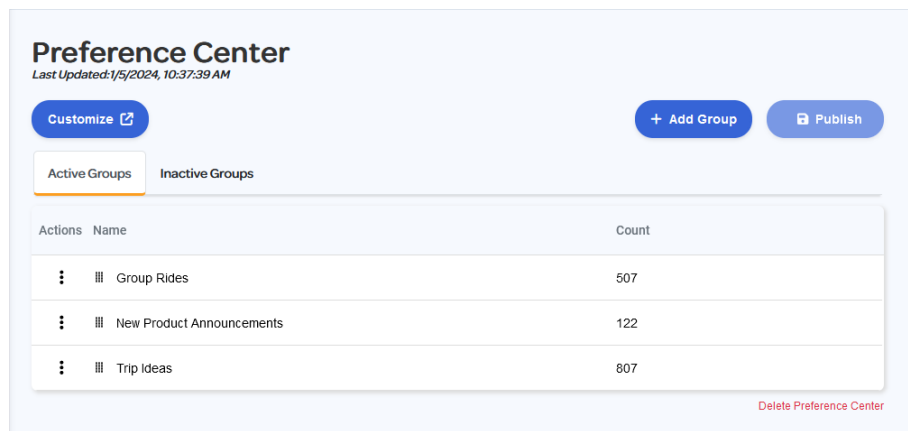 Preference Center
Last Updated:1/5/2024, 10:37:39 AM
Customize
+ Add Group
Publish
Active Groups Inactive Groups
Actions Name Count
Group Rides 507
New Product Announcements 122
Trip Ideas 807
Delete Preference Center